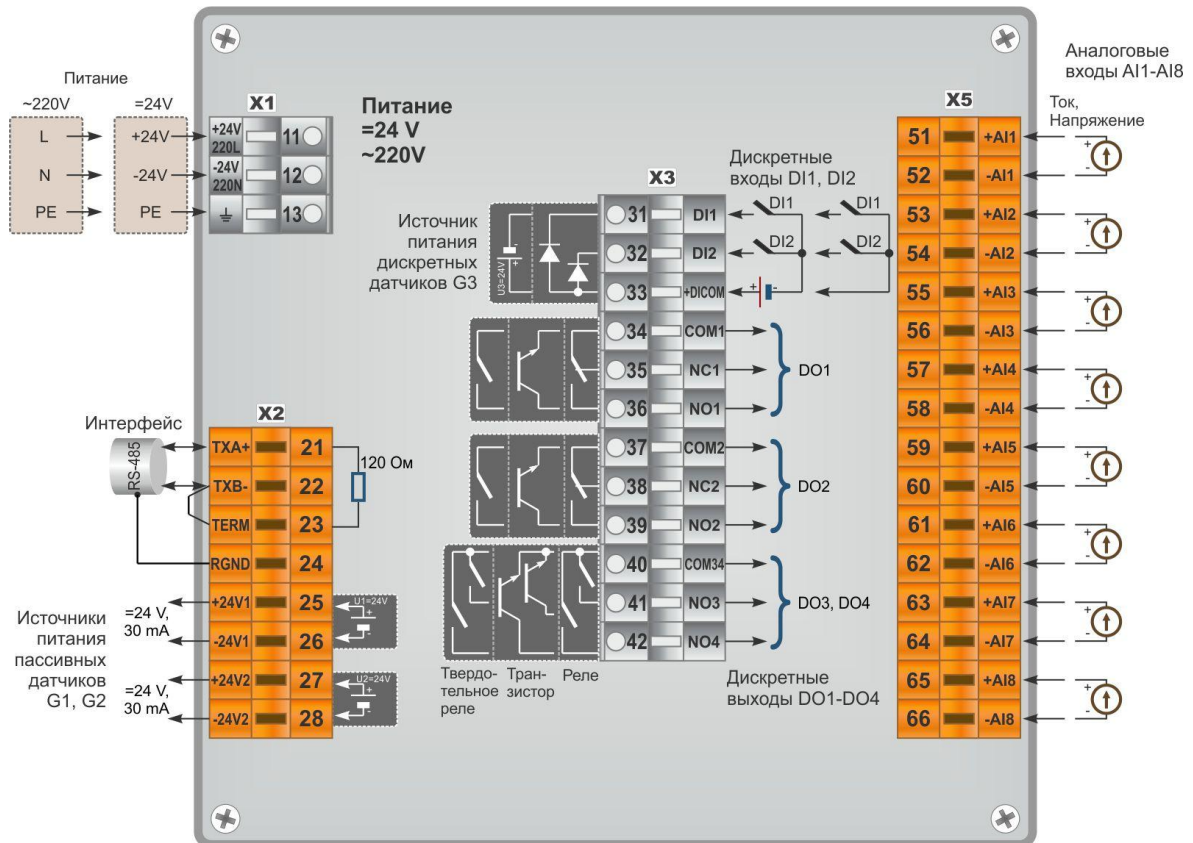 Питание
~220V
=24V
L
+24V
N
-24V
PE
PE
X1
+24V
220L
11
-24V
220N
12
13
Питание
=24 V
~220V
Интерфейс
RS-485
X2
TXA+
21
TXB-
22
TERM
23
RGND
24
+24V1
25
-24V1
26
+24V2
27
-24V2
28
120 Ом
U1=24V
+
-
U2=24V
+
-
Источники
питания
пассивных
датчиков
G1, G2
=24 V,
30 mA
=24 V,
30 mA
Источник
питания
дискретных
датчиков G3
U3=24V
+
X3
31
DI1
32
DI2
33
+DICOM
34
COM1
35
NC1
36
NO1
37
COM2
38
NC2
39
NO2
40
COM34
41
NO3
42
NO4
Твердо-
тельное
реле
Тран-
зистор
Реле
Дискретные
входы DI1, DI2
DI1
DI1
DI2
DI2
+
-
DO1
DO2
DO3, DO4
Дискретные
выходы DO1-DO4
X5
51
+AI1
52
-AI1
53
+AI2
54
-AI2
55
+AI3
56
-AI3
57
+AI4
58
-AI4
59
+AI5
60
-AI5
61
+AI6
62
-AI6
63
+AI7
64
-AI7
65
+AI8
66
-AI8
Аналоговые
входы AI1-AI8
Ток,
Напряжение
+
-
+
-
+
-
+
-
+
-
+
-
+
-
+
-